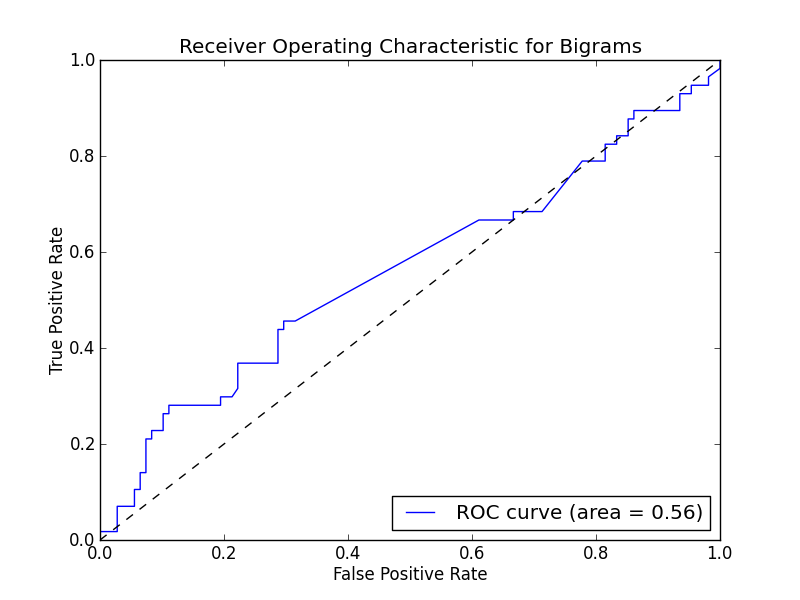 Receiver Operating Characteristic for Bigrams
1.0
0.8
0.6
0.4
0.2
0.0
True Positive Rate
ROC curve (area = 0.56)
0.0 0.2 0.4 0.6 0.8 1.0
False Positive Rate